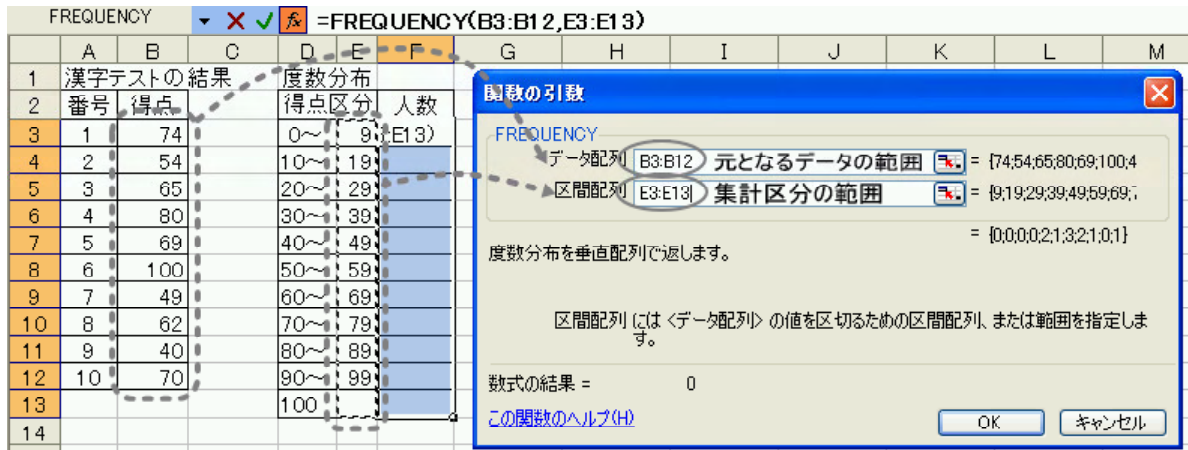 FREQUENCY =FREQUENCY(B3:B12,E3:E13)
A B C D E F G H I J K L M
1 漢字テストの結果 度数分布
2 番号 得点 得点区分 人数
3 1 74 0～ 9 :E13)
4 2 54 10～ 19
5 3 65 20～ 29
6 4 80 30～ 39
7 5 69 40～ 49
8 6 100 50～ 59
9 7 49 60～ 69
10 8 62 70～ 79
11 9 40 80～ 89
12 10 70 90～ 99
13 100
14
関数の引数
FREQUENCY
データ配列 B3:B12 元となるデータの範囲 = {74;54;65;80;69;100;4
区間配列 E3:E13 集計区分の範囲 = {9;19;29;39;49;59;69;
= {0;0;0;0;2;1;3;2;1;0;1}
度数分布を垂直配列で返します。
区間配列 には <データ配列> の値を区切るための区間配列、または範囲を指定しま
す。
数式の結果 = 0
この関数のヘルプ(H)
OK キャンセル